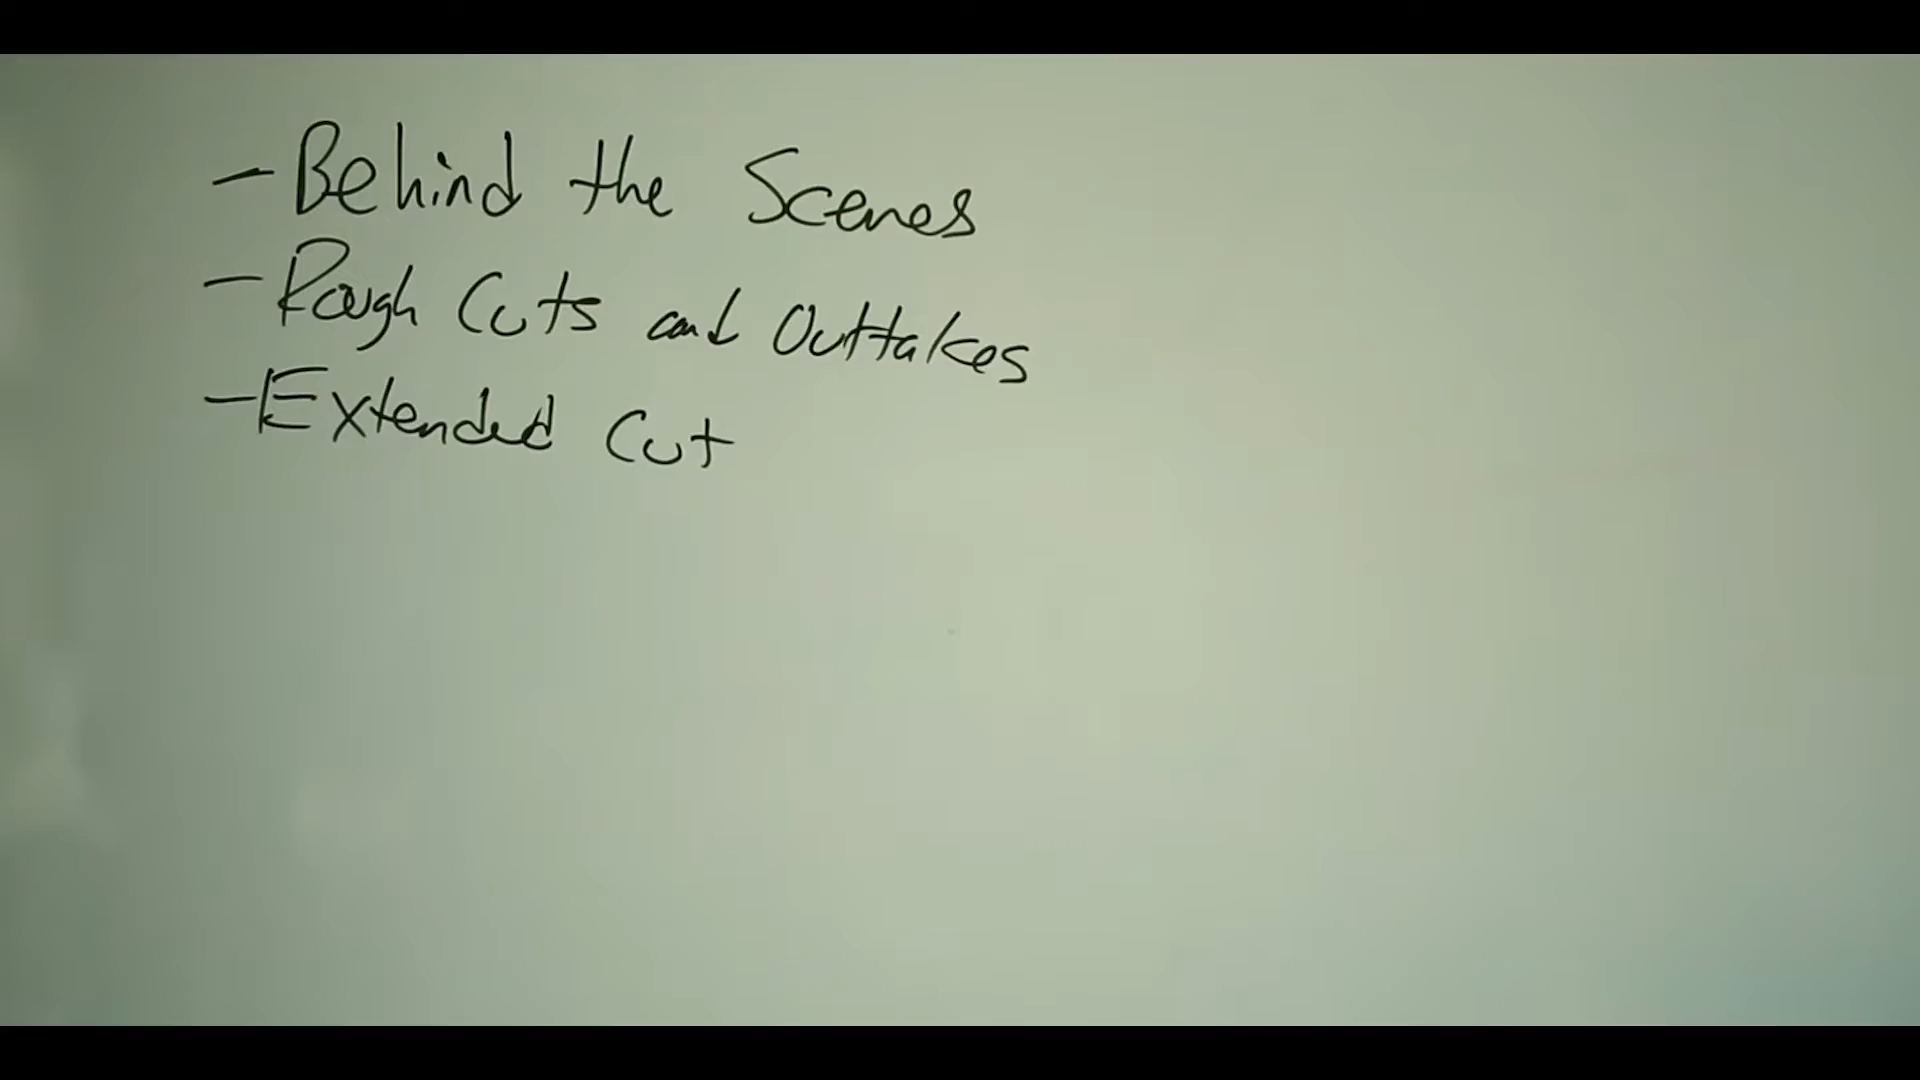 - Behind the Scenes
- Rough Cuts and Outtakes
- Extended Cut